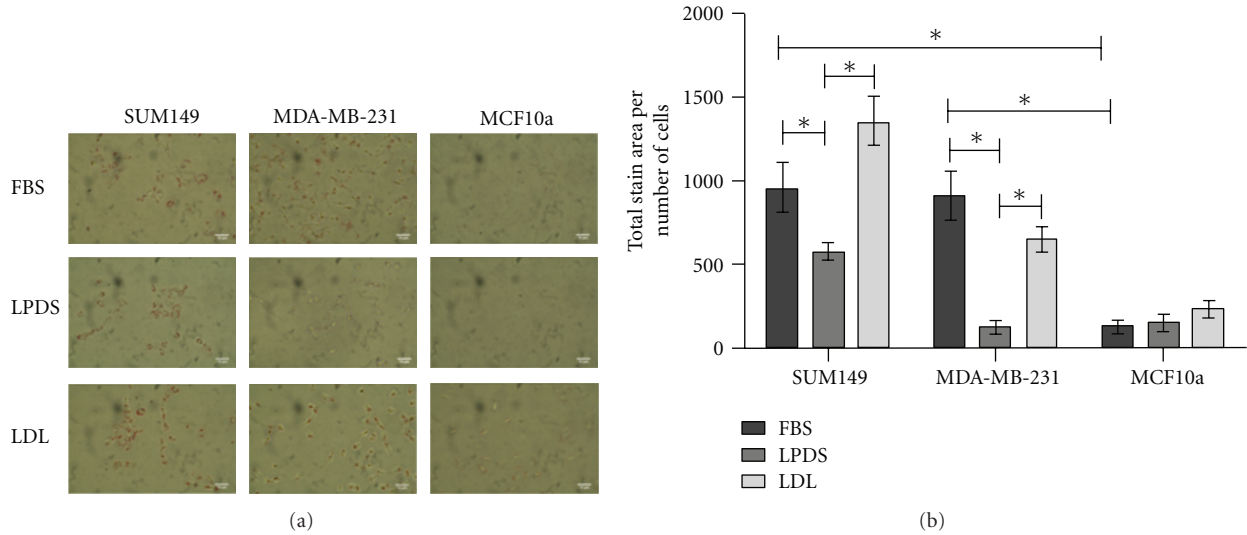 SUM149 MDA-MB-231 MCF10a
FBS
LPDS
LDL
(a)
Total stain area per
number of cells
2000
1500
1000
500
0
*
*
*
*
*
*
SUM149 MDA-MB-231 MCF10a
FBS
LPDS
LDL
(b)